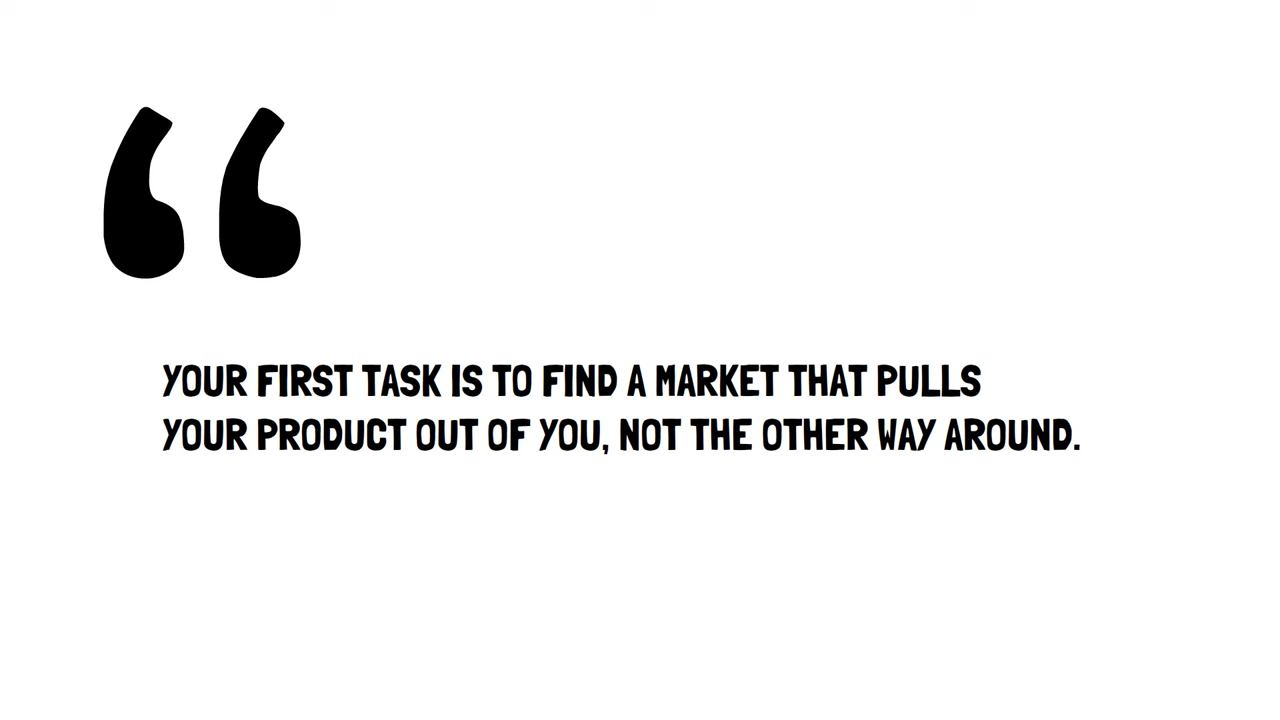 “
YOUR FIRST TASK IS TO FIND A MARKET THAT PULLS
YOUR PRODUCT OUT OF YOU, NOT THE OTHER WAY AROUND.